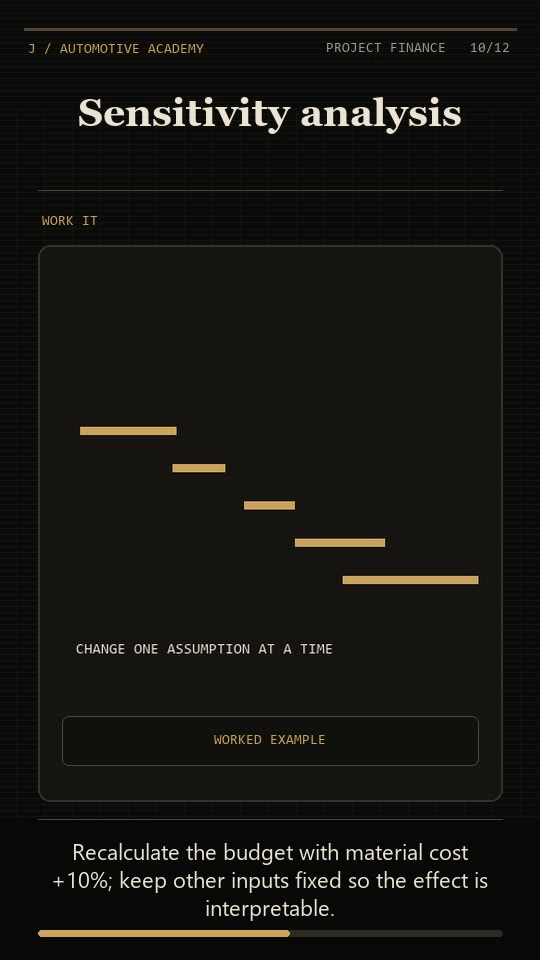 J / AUTOMOTIVE ACADEMY
PROJECT FINANCE 10/12
Sensitivity analysis
WORK IT
CHANGE ONE ASSUMPTION AT A TIME
WORKED EXAMPLE
Recalculate the budget with material cost
+10%; keep other inputs fixed so the effect is
interpretable.